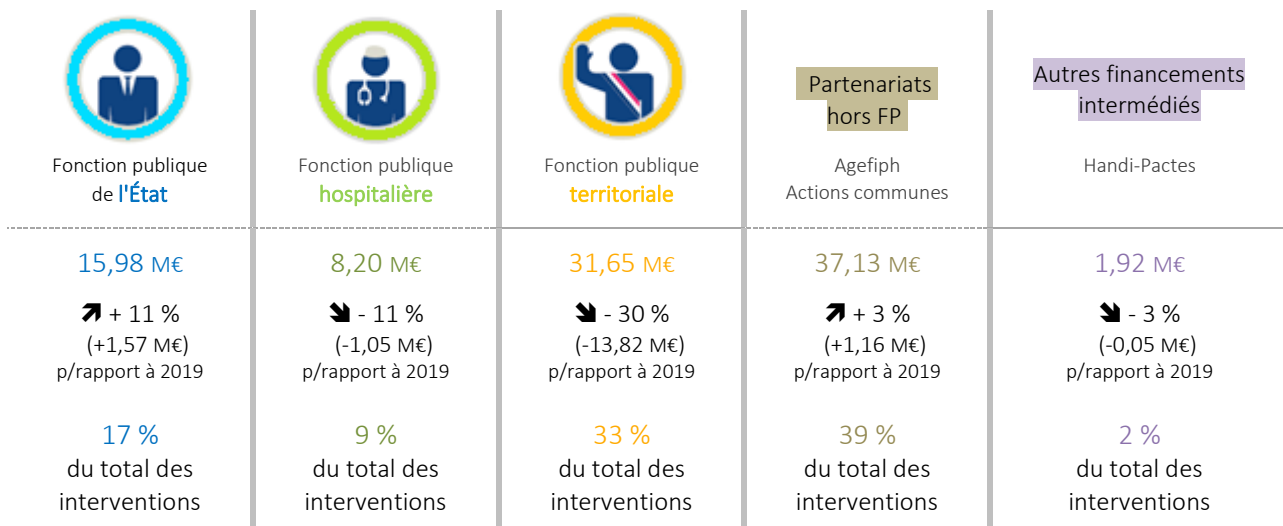 Fonction publique
de l'État
15,98 M€
+ 11 %
(+1,57 M€)
p/rapport à 2019
17 %
du total des
interventions
Fonction publique
hospitalière
8,20 M€
- 11 %
(-1,05 M€)
p/rapport à 2019
9 %
du total des
interventions
Fonction publique
territoriale
31,65 M€
- 30 %
(-13,82 M€)
p/rapport à 2019
33 %
du total des
interventions
Partenariats
hors FP
Agefiph
Actions communes
37,13 M€
+ 3 %
(+1,16 M€)
p/rapport à 2019
39 %
du total des
interventions
Autres financements
intermédiés
Handi-Pactes
1,92 M€
- 3 %
(-0,05 M€)
p/rapport à 2019
2 %
du total des
interventions